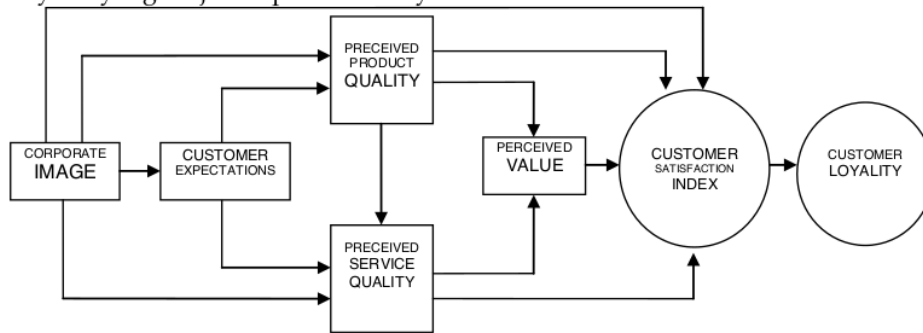 PRECEIVED
PRODUCT
QUALITY
CORPORATE
IMAGE
CUSTOMER
EXPECTATIONS
PERCEIVED
VALUE
CUSTOMER
SATISFACTION
INDEX
CUSTOMER
LOYALITY
PRECEIVED
SERVICE
QUALITY